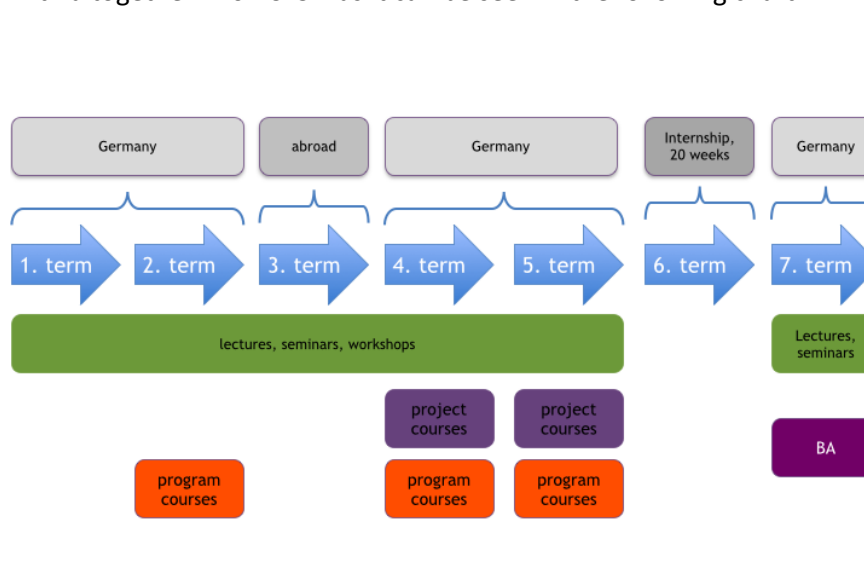 Germany
abroad
Germany
Internship,
20 weeks
Germany
1. term
2. term
3. term
4. term
5. term
6. term
7. term
lectures, seminars, workshops
Lectures,
seminars
project
courses
project
courses
BA
program
courses
program
courses
program
courses